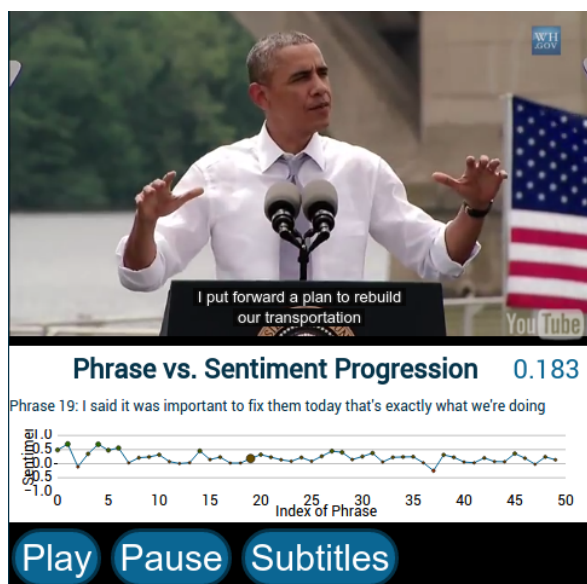 WH
.GOV
I put forward a plan to rebuild
our transportation
YouTube
Phrase vs. Sentiment Progression 0.183
Phrase 19: I said it was important to fix them today that's exactly what we're doing
Sentiment
1.0
0.5
0.0
-0.5
-1.0
0 5 10 15 20 25 30 35 40 45 50
Index of Phrase
Play Pause Subtitles